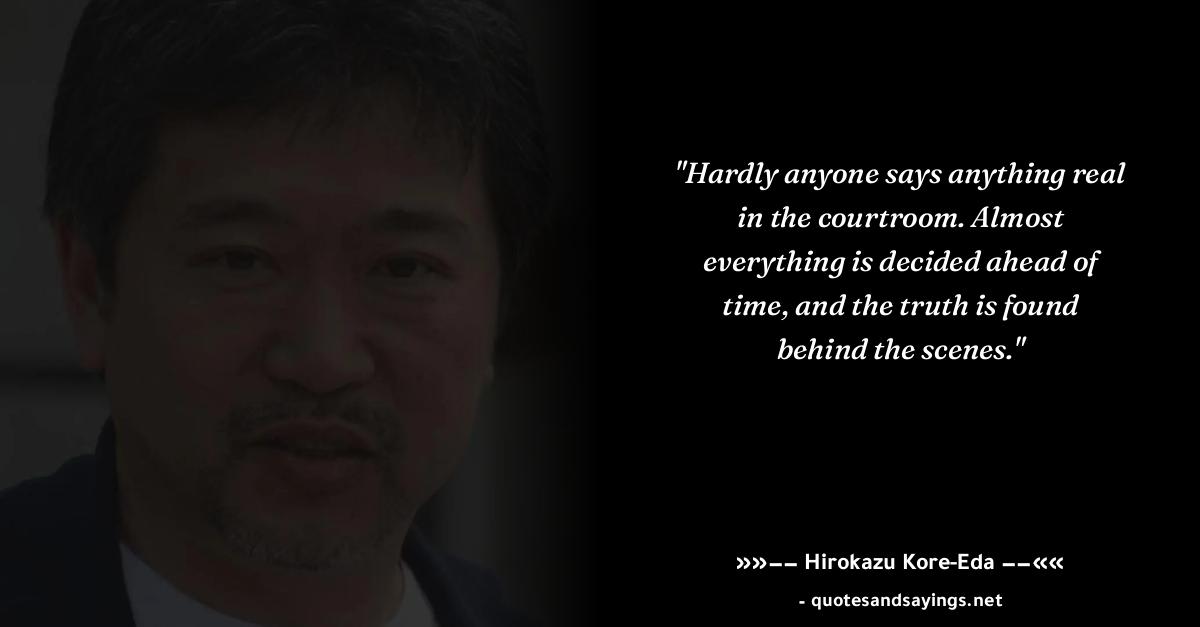 "Hardly anyone says anything real
in the courtroom. Almost
everything is decided ahead of
time, and the truth is found
behind the scenes."
»»–– Hirokazu Kore-Eda ––««
- quotesandsayings.net